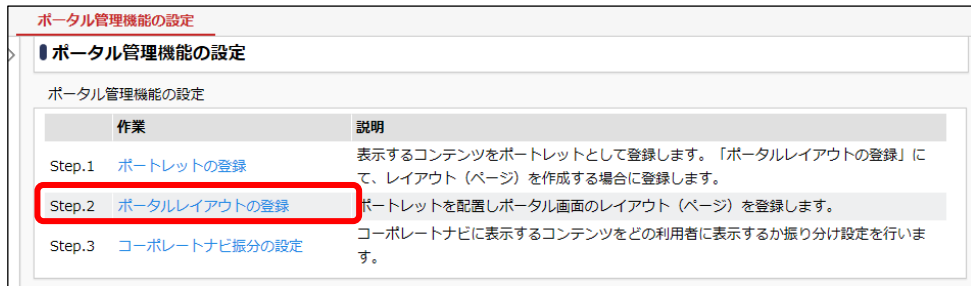 ポータル管理機能の設定
ポータル管理機能の設定
ポータル管理機能の設定
作業 説明
Step.1 ポートレットの登録 表示するコンテンツをポートレットとして登録します。「ポータルレイアウトの登録」に
て、レイアウト（ページ）を作成する場合に登録します。
Step.2 ポータルレイアウトの登録 ポートレットを配置しポータル画面のレイアウト（ページ）を登録します。
Step.3 コーポレートナビ振分の設定 コーポレートナビに表示するコンテンツをどの利用者に表示するか振り分け設定を行いま
す。